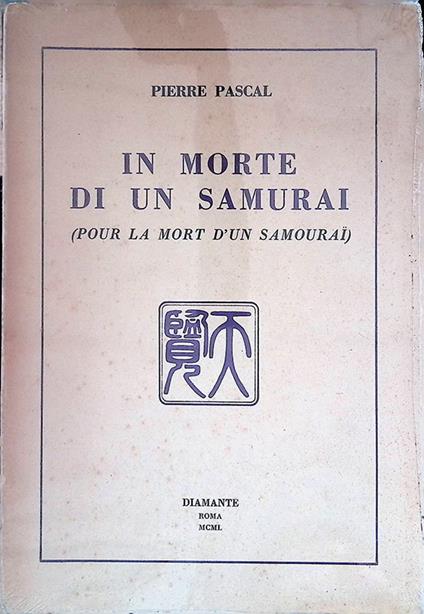 PIERRE PASCAL
IN MORTE
DI UN SAMURAI
(POUR LA MORT D'UN SAMOURAÏ)
DIAMANTE
ROMA
MCML